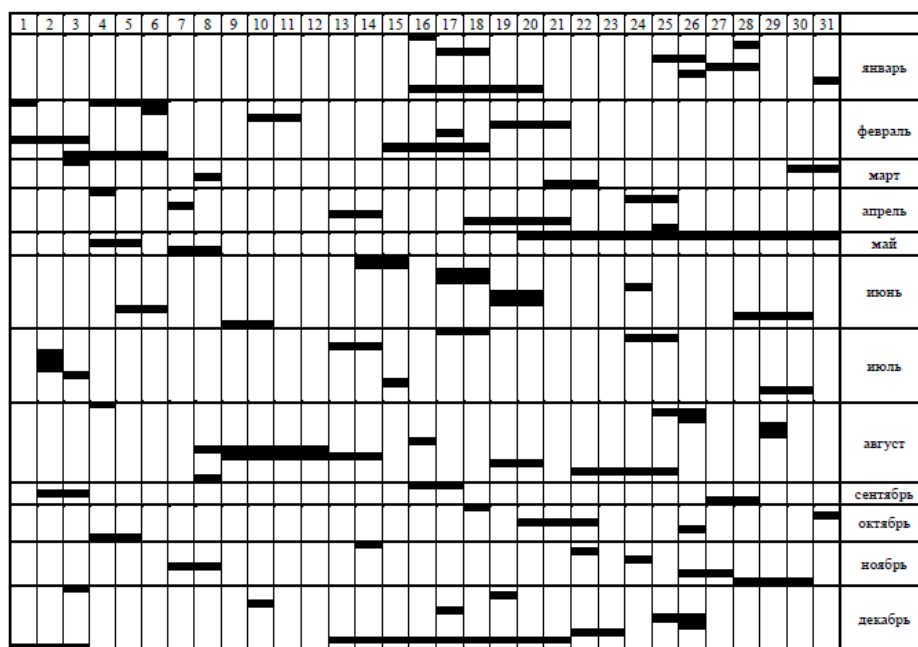 1 2 3 4 5 6 7 8 9 10 11 12 13 14 15 16 17 18 19 20 21 22 23 24 25 26 27 28 29 30 31
январь
февраль
март
апрель
май
июнь
июль
август
сентябрь
октябрь
ноябрь
декабрь